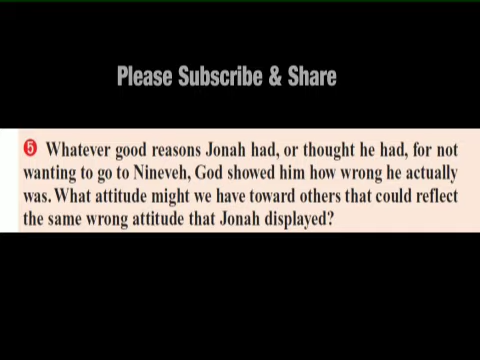 Please Subscribe & Share
5 Whatever good reasons Jonah had, or thought he had, for not
wanting to go to Nineveh, God showed him how wrong he actually
was. What attitude might we have toward others that could reflect
the same wrong attitude that Jonah displayed?